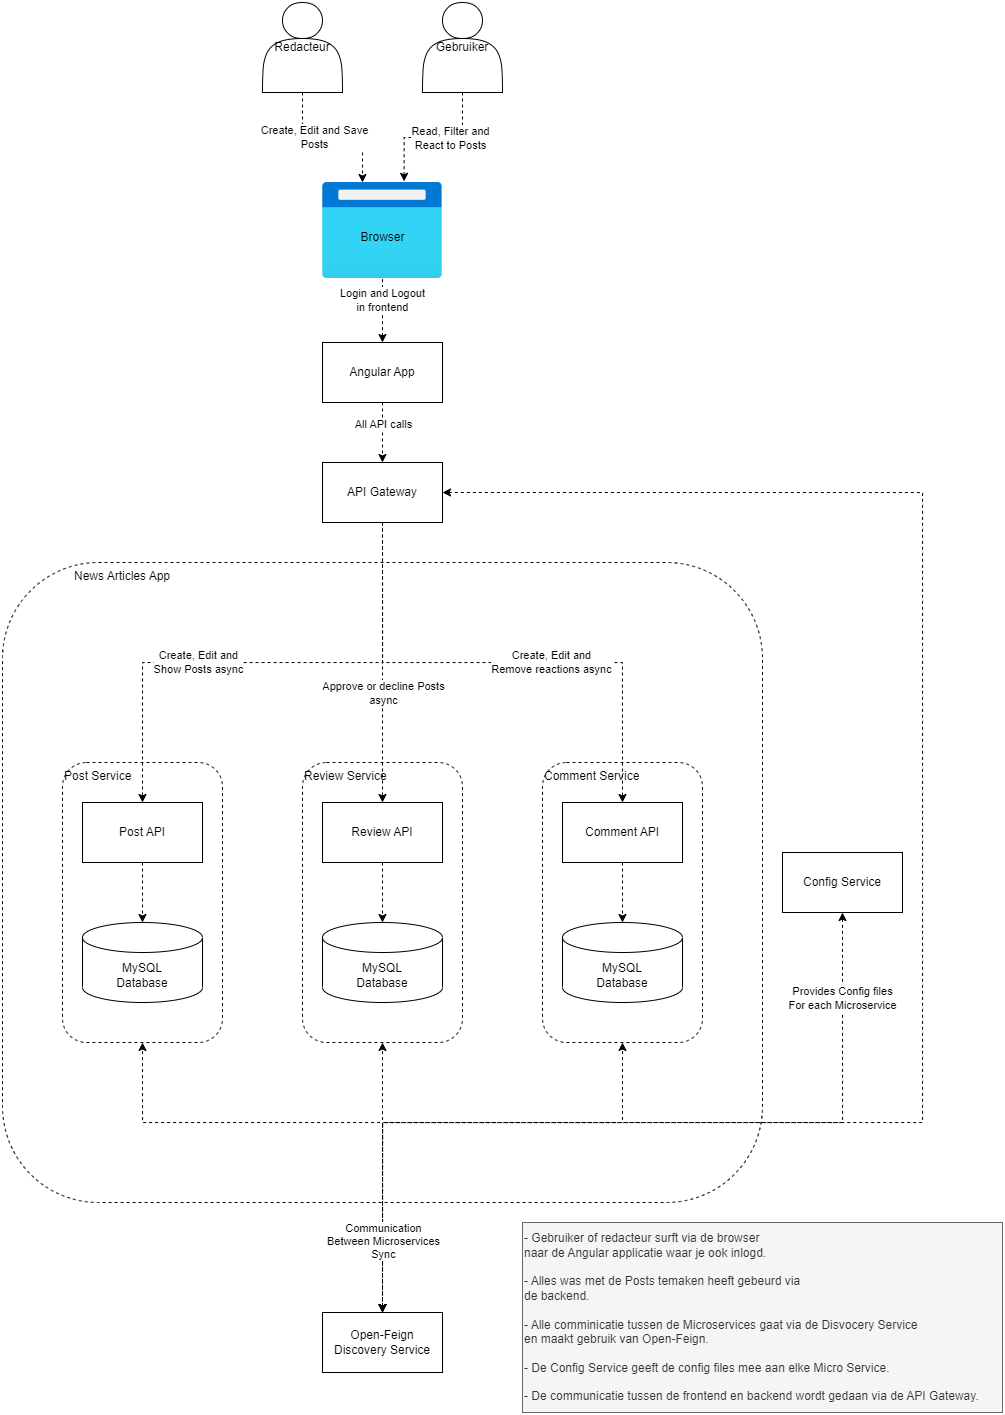 Redacteur
Gebruiker
Create, Edit and Save
Posts
Read, Filter and
React to Posts
Browser
Login and Logout
in frontend
Angular App
All API calls
API Gateway
News Articles App
Create, Edit and
Show Posts async
Create, Edit and
Remove reactions async
Approve or decline Posts
async
Post Service
Review Service
Comment Service
Post API
Review API
Comment API
Config Service
MySQL
Database
MySQL
Database
MySQL
Database
Provides Config files
For each Microservice
Communication
Between Microservices
Sync
Open-Feign
Discovery Service
- Gebruiker of redacteur surft via de browser
naar de Angular applicatie waar je ook inlogd.
- Alles was met de Posts temaken heeft gebeurd via
de backend.
- Alle comminicatie tussen de Microservices gaat via de Disvocery Service
en maakt gebruik van Open-Feign.
- De Config Service geeft de config files mee aan elke Micro Service.
- De communicatie tussen de frontend en backend wordt gedaan via de API Gateway.